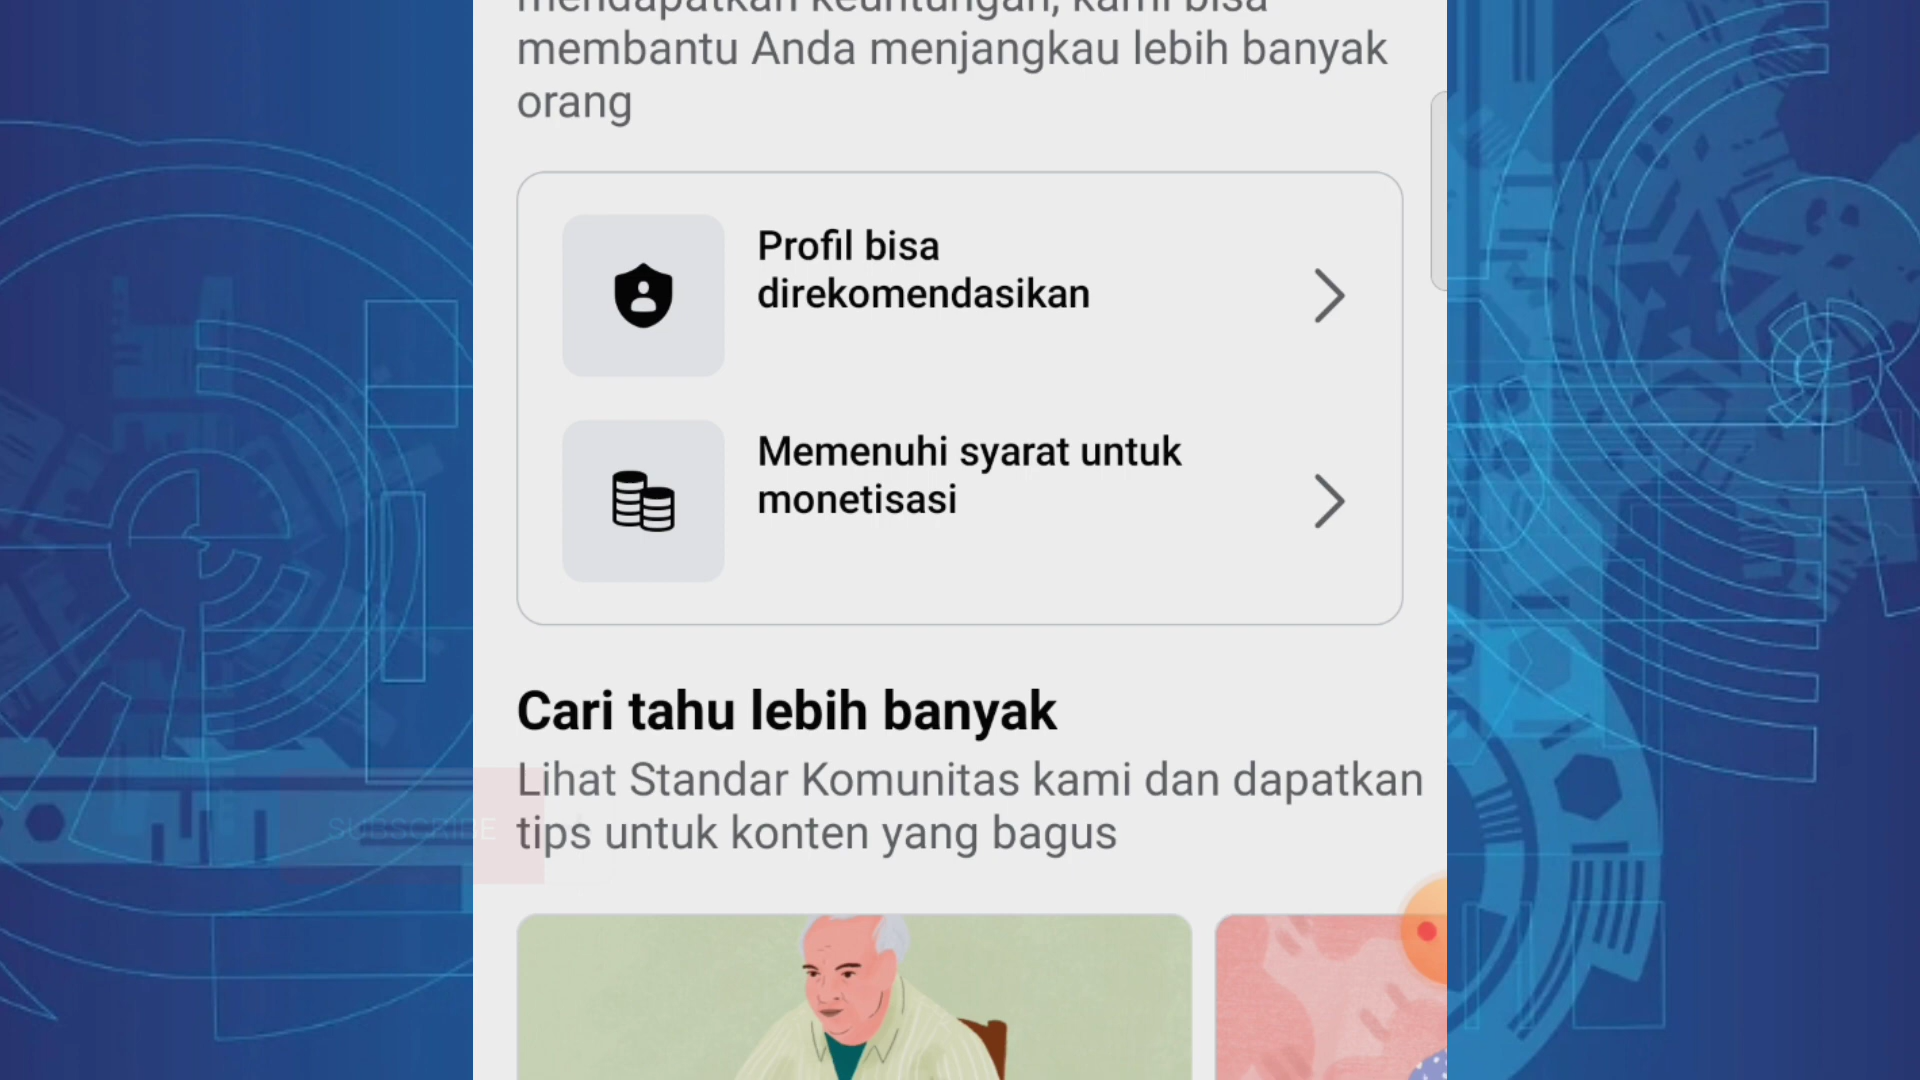 mendapatkan keuntungan, kami bisa
membantu Anda menjangkau lebih banyak
orang
Profil bisa
direkomendasikan
Memenuhi syarat untuk
monetisasi
Cari tahu lebih banyak
Lihat Standar Komunitas kami dan dapatkan
tips untuk konten yang bagus
SUBSCRIBE